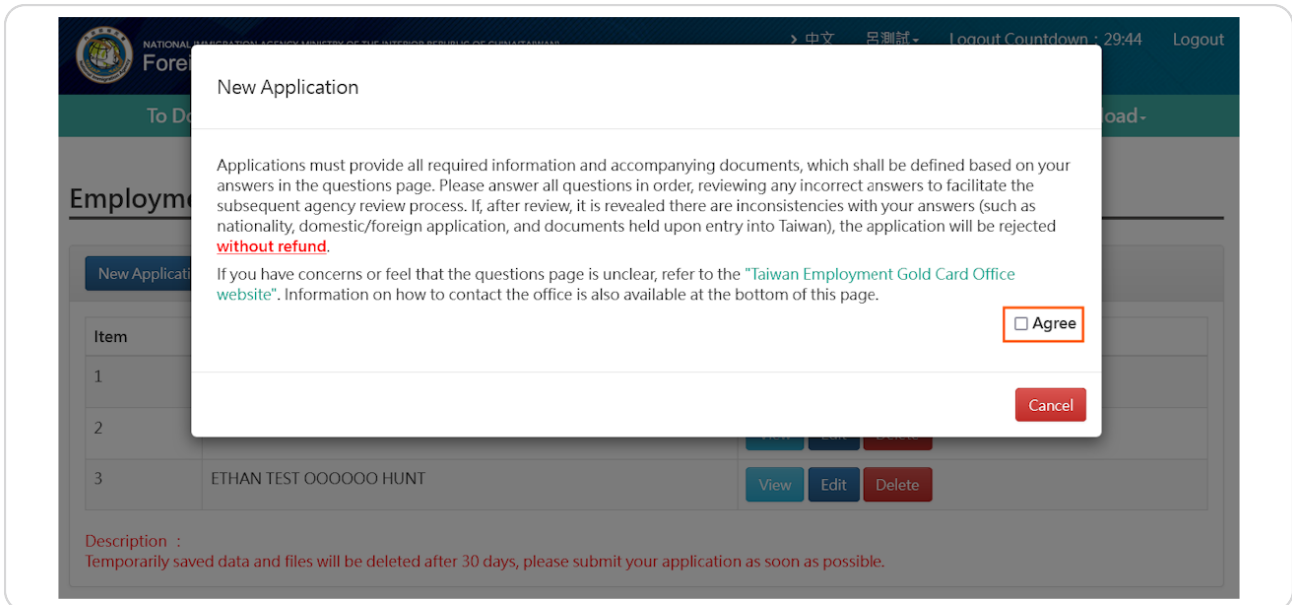 NATIONAL IMMIGRATION AGENCY MINISTRY OF THE INTERIOR REPUBLIC OF CHINA(TAIWAN)
中文 呂測試 Logout Countdown : 29:44 Logout
Forei
New Application
To Do
load
Applications must provide all required information and accompanying documents, which shall be defined based on your
answers in the questions page. Please answer all questions in order, reviewing any incorrect answers to facilitate the
subsequent agency review process. If, after review, it is revealed there are inconsistencies with your answers (such as
nationality, domestic/foreign application, and documents held upon entry into Taiwan), the application will be rejected
without refund.
Employme
New Applicati
If you have concerns or feel that the questions page is unclear, refer to the "Taiwan Employment Gold Card Office
website". Information on how to contact the office is also available at the bottom of this page.
Agree
Item
1
Cancel
2 View Edit Delete
3 ETHAN TEST OOOOOO HUNT View Edit Delete
Description :
Temporarily saved data and files will be deleted after 30 days, please submit your application as soon as possible.